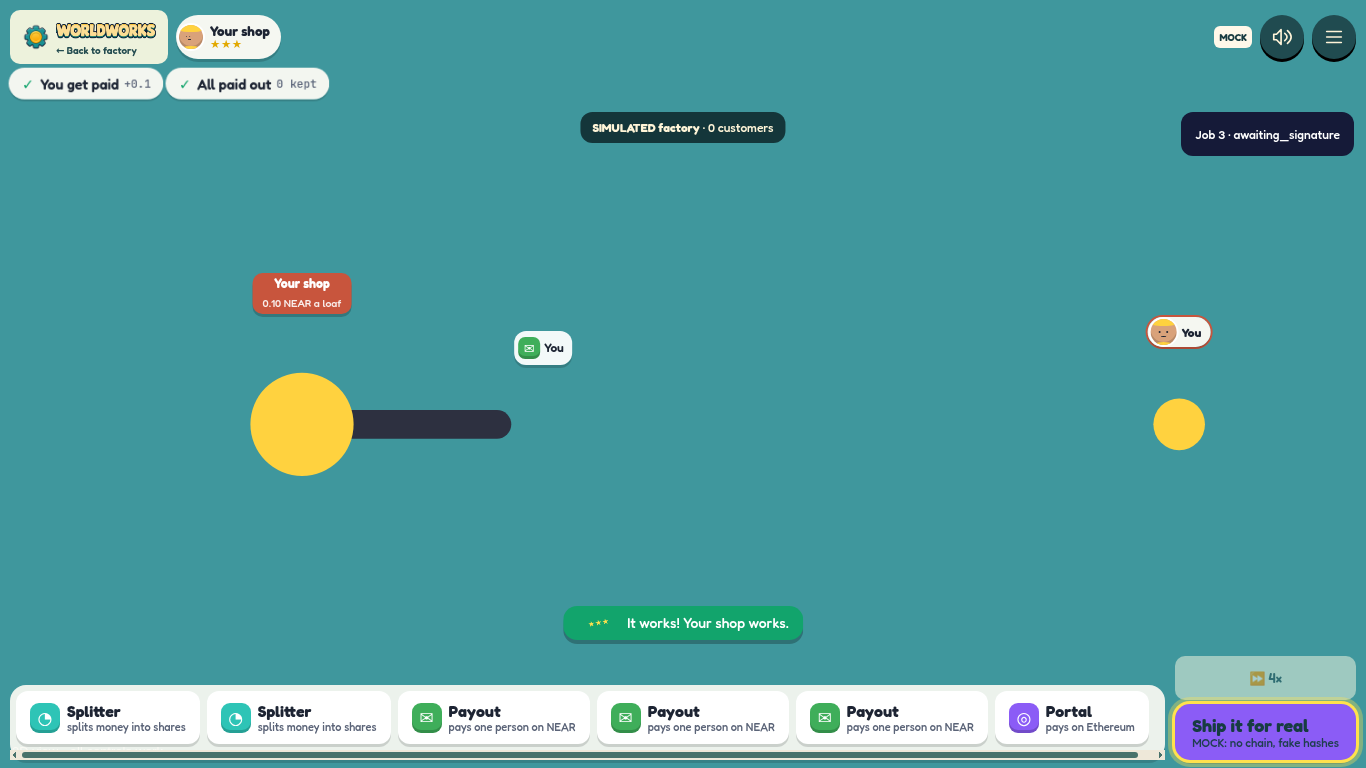 WORLDWORKS
← Back to factory
Your shop
★★★
MOCK
✓ You get paid +0.1
✓ All paid out 0 kept
SIMULATED factory · 0 customers
Job 3 · awaiting_signature
Your shop
0.10 NEAR a loaf
You
You
★★★ It works! Your shop works.
4x
Splitter
splits money into shares
Splitter
splits money into shares
Payout
pays one person on NEAR
Payout
pays one person on NEAR
Payout
pays one person on NEAR
Portal
pays on Ethereum
Ship it for real
MOCK: no chain, fake hashes